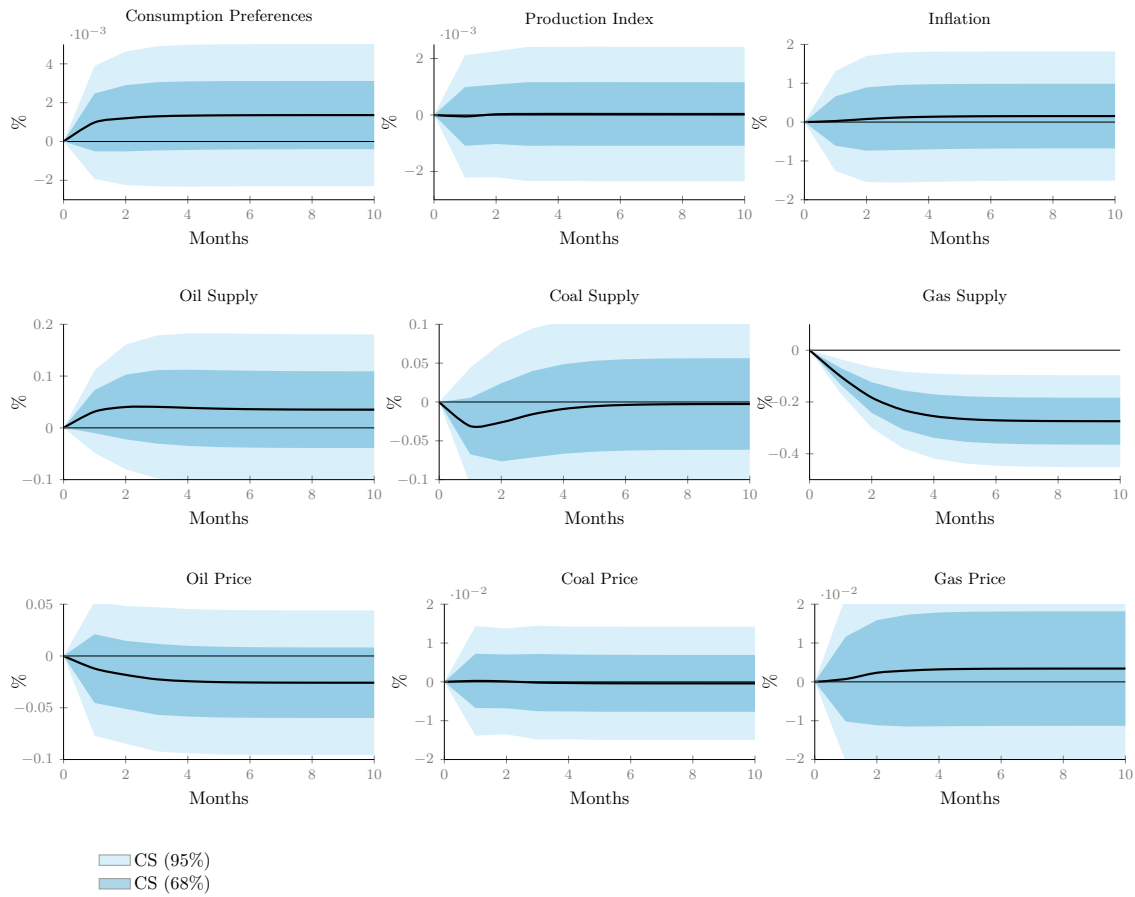 Consumption Preferences
·10⁻³
4
2
0
−2
%
0 2 4 6 8 10
Months
Production Index
·10⁻³
2
0
−2
%
0 2 4 6 8 10
Months
Inflation
2
1
0
−1
−2
%
0 2 4 6 8 10
Months
Oil Supply
0.2
0.1
0
−0.1
%
0 2 4 6 8 10
Months
Coal Supply
0.1
0.05
0
−0.05
−0.1
%
0 2 4 6 8 10
Months
Gas Supply
0
−0.2
−0.4
%
0 2 4 6 8 10
Months
Oil Price
0.05
0
−0.05
−0.1
%
0 2 4 6 8 10
Months
Coal Price
·10⁻²
2
1
0
−1
−2
%
0 2 4 6 8 10
Months
Gas Price
·10⁻²
2
1
0
−1
−2
%
0 2 4 6 8 10
Months
CS (95%)
CS (68%)